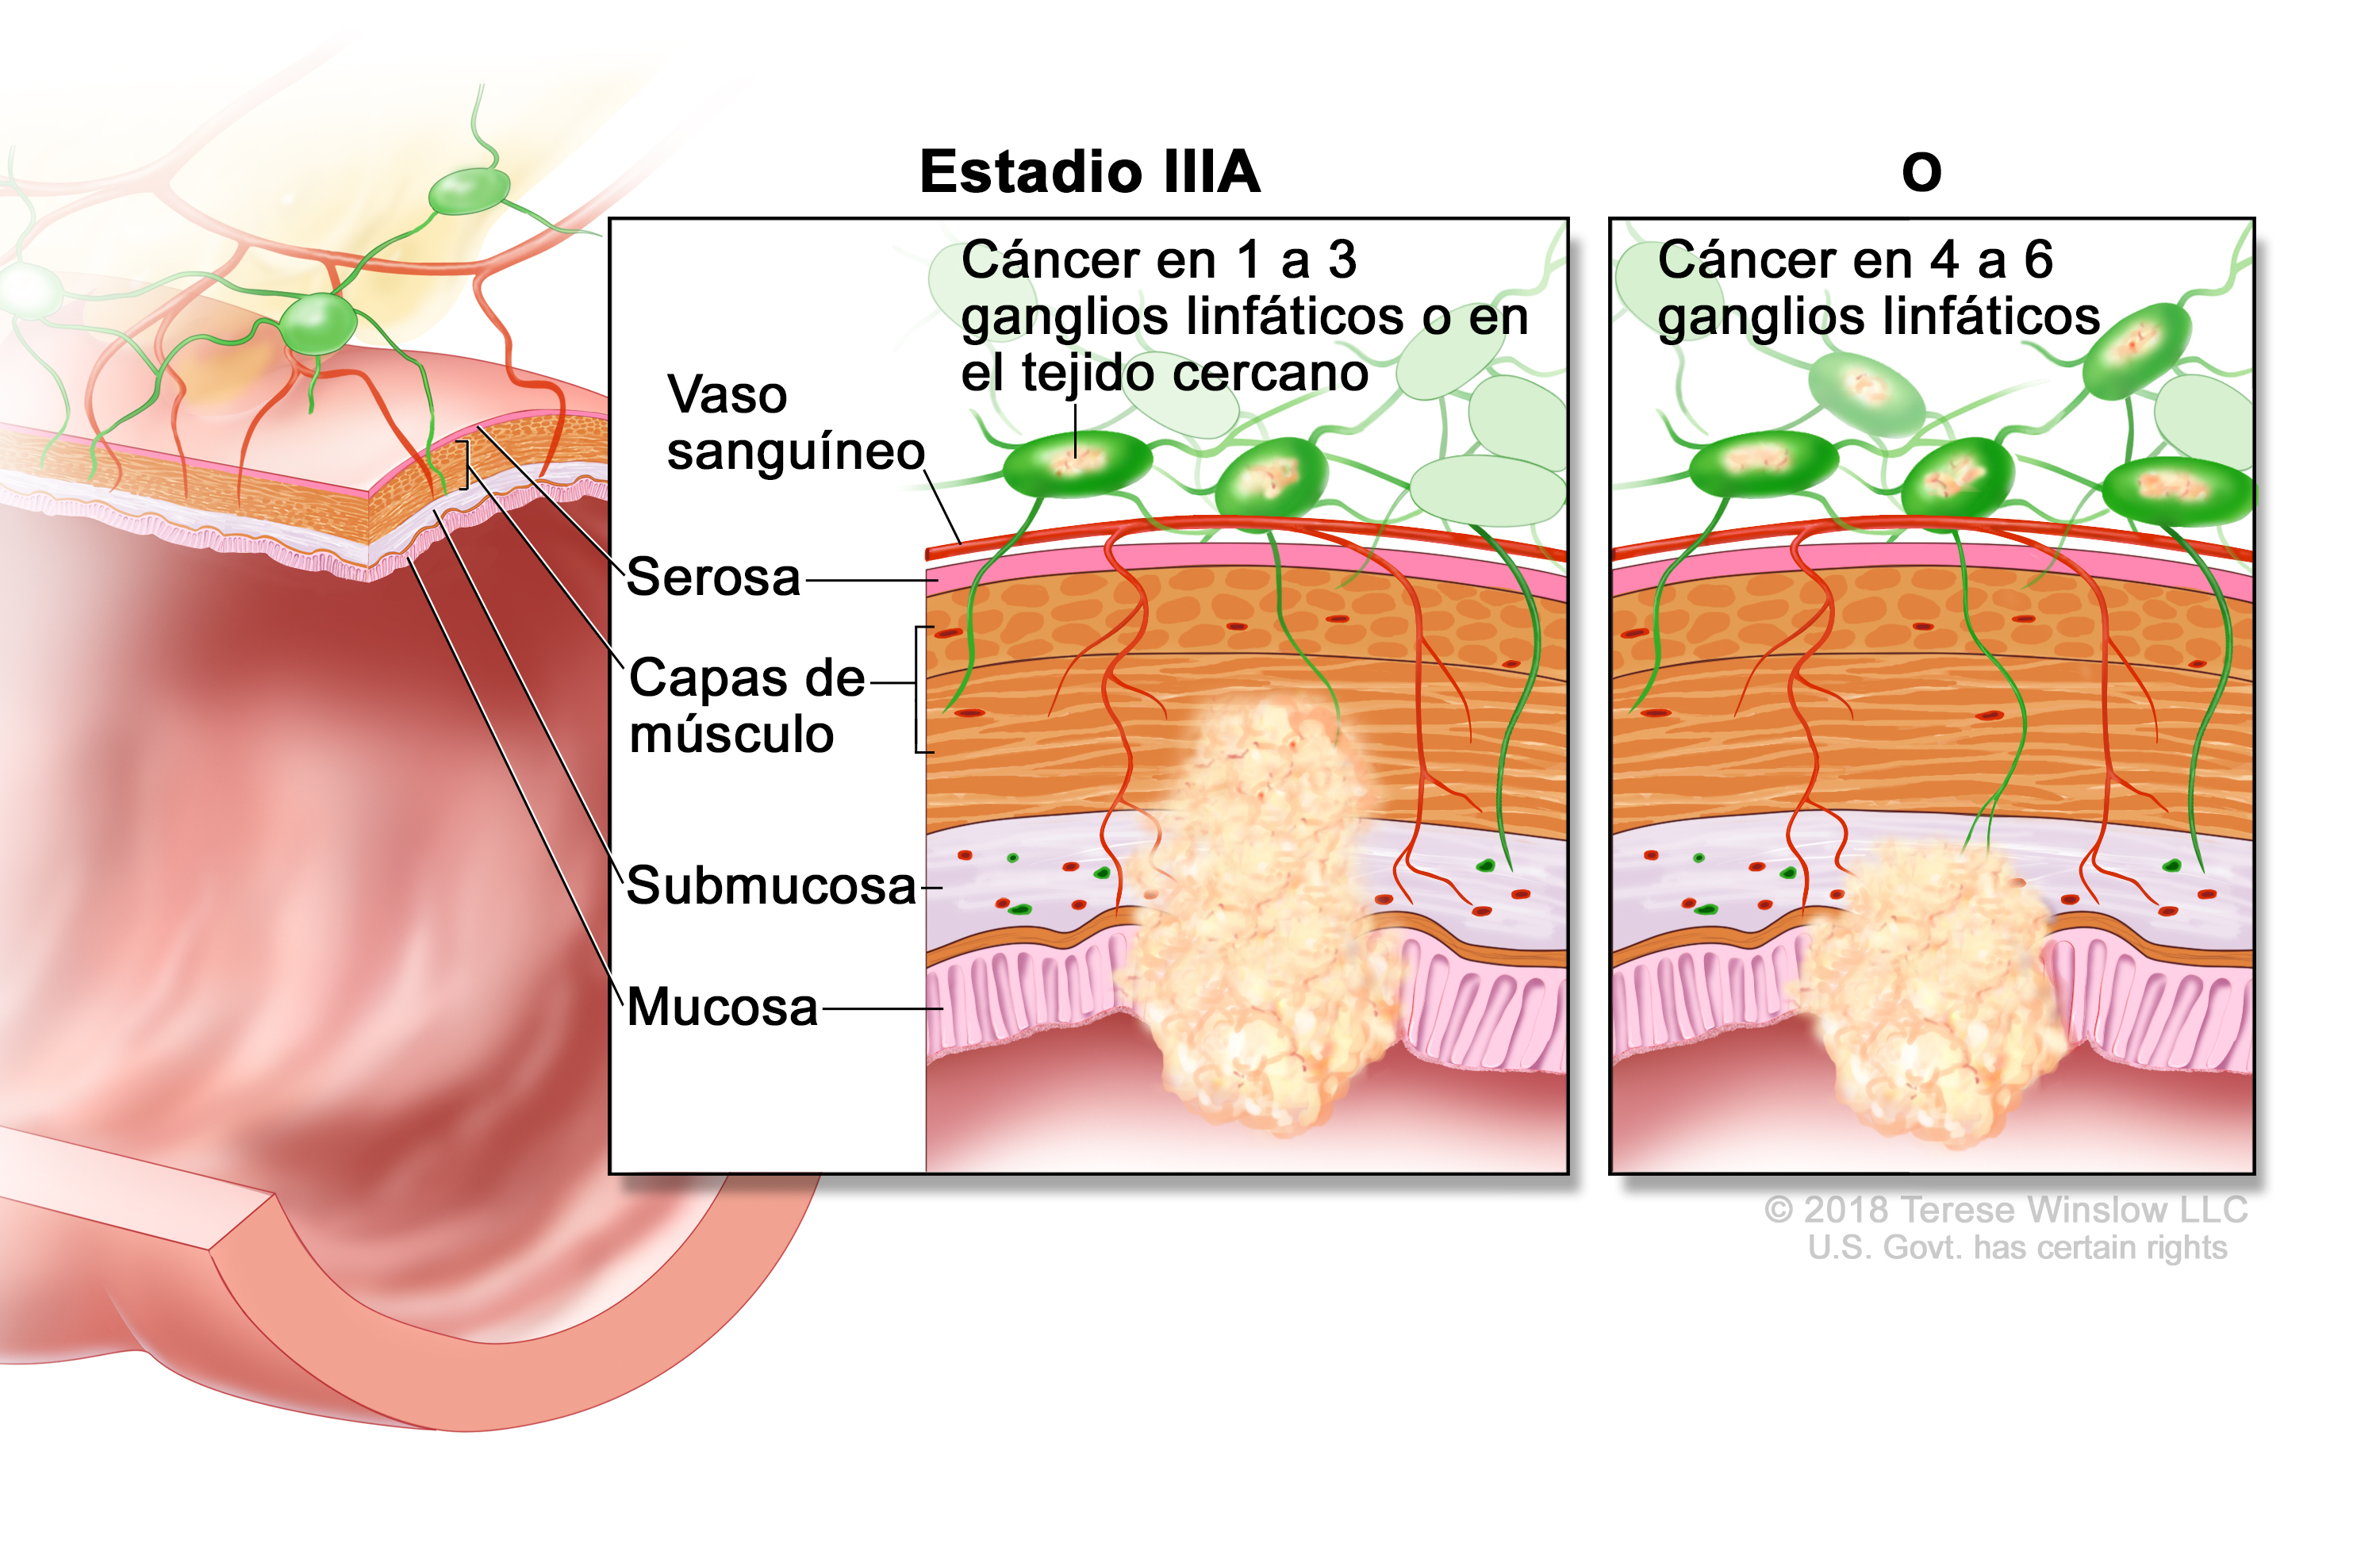 Estadio IIIA
O
Cáncer en 1 a 3
ganglios linfáticos o en
el tejido cercano
Cáncer en 4 a 6
ganglios linfáticos
Vaso
sanguíneo
Serosa
Capas de
músculo
Submucosa
Mucosa
© 2018 Terese Winslow LLC
U.S. Govt. has certain rights